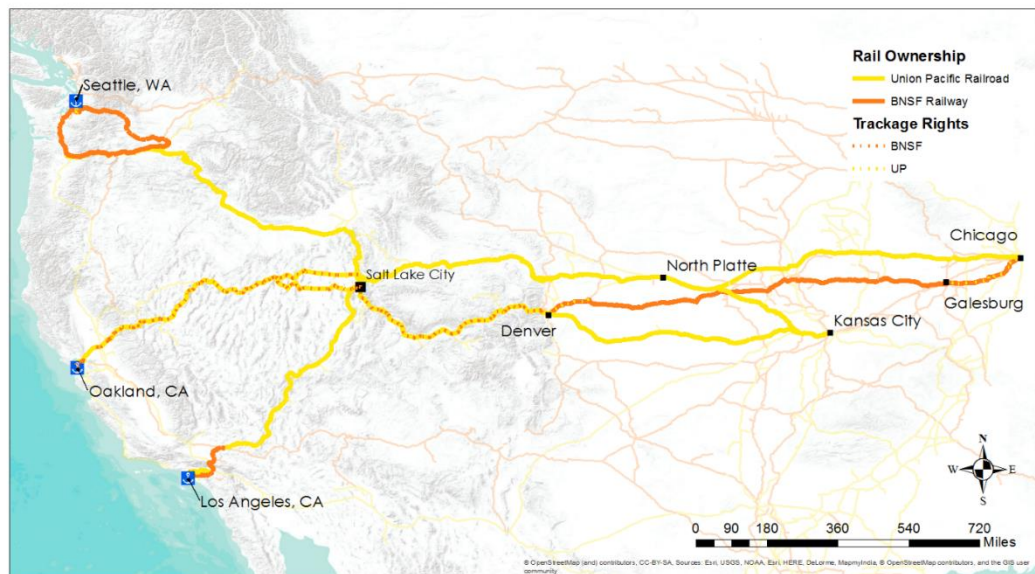 Seattle, WA
Rail Ownership
Union Pacific Railroad
BNSF Railway
Trackage Rights
BNSF
UP
Chicago
Salt Lake City
North Platte
Galesburg
Denver
Kansas City
Oakland, CA
Los Angeles, CA
N
W E
S
0 90 180 360 540 720
Miles
© OpenStreetMap (and) contributors, CC-BY-SA, Sources: Esri, USGS, NOAA, Esri, HERE, DeLorme, MapmyIndia, © OpenStreetMap contributors, and the GIS user
community